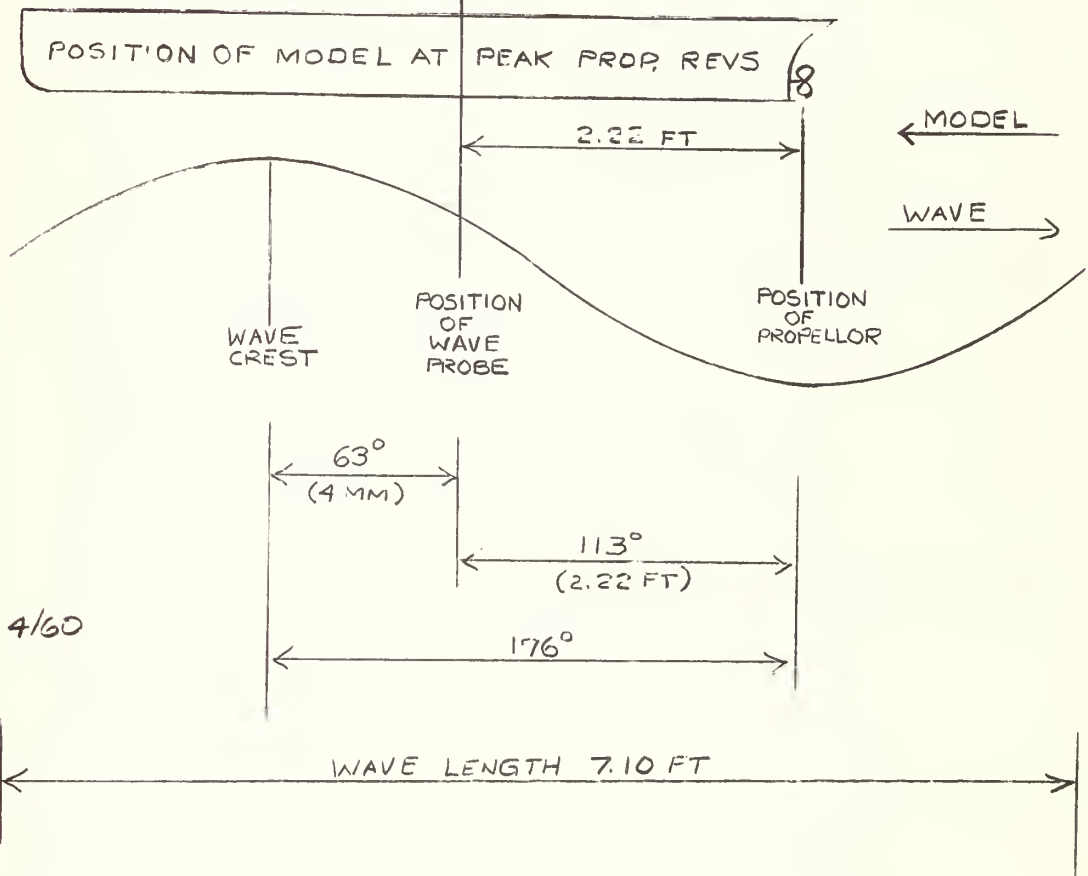 POSITION OF MODEL AT PEAK PROP. REVS
MODEL
2.22 FT
WAVE
WAVE
CREST
POSITION
OF
WAVE
PROBE
POSITION
OF
PROPELLOR
63°
(4 MM)
113°
(2.22 FT)
4/60
176°
WAVE LENGTH 7.10 FT